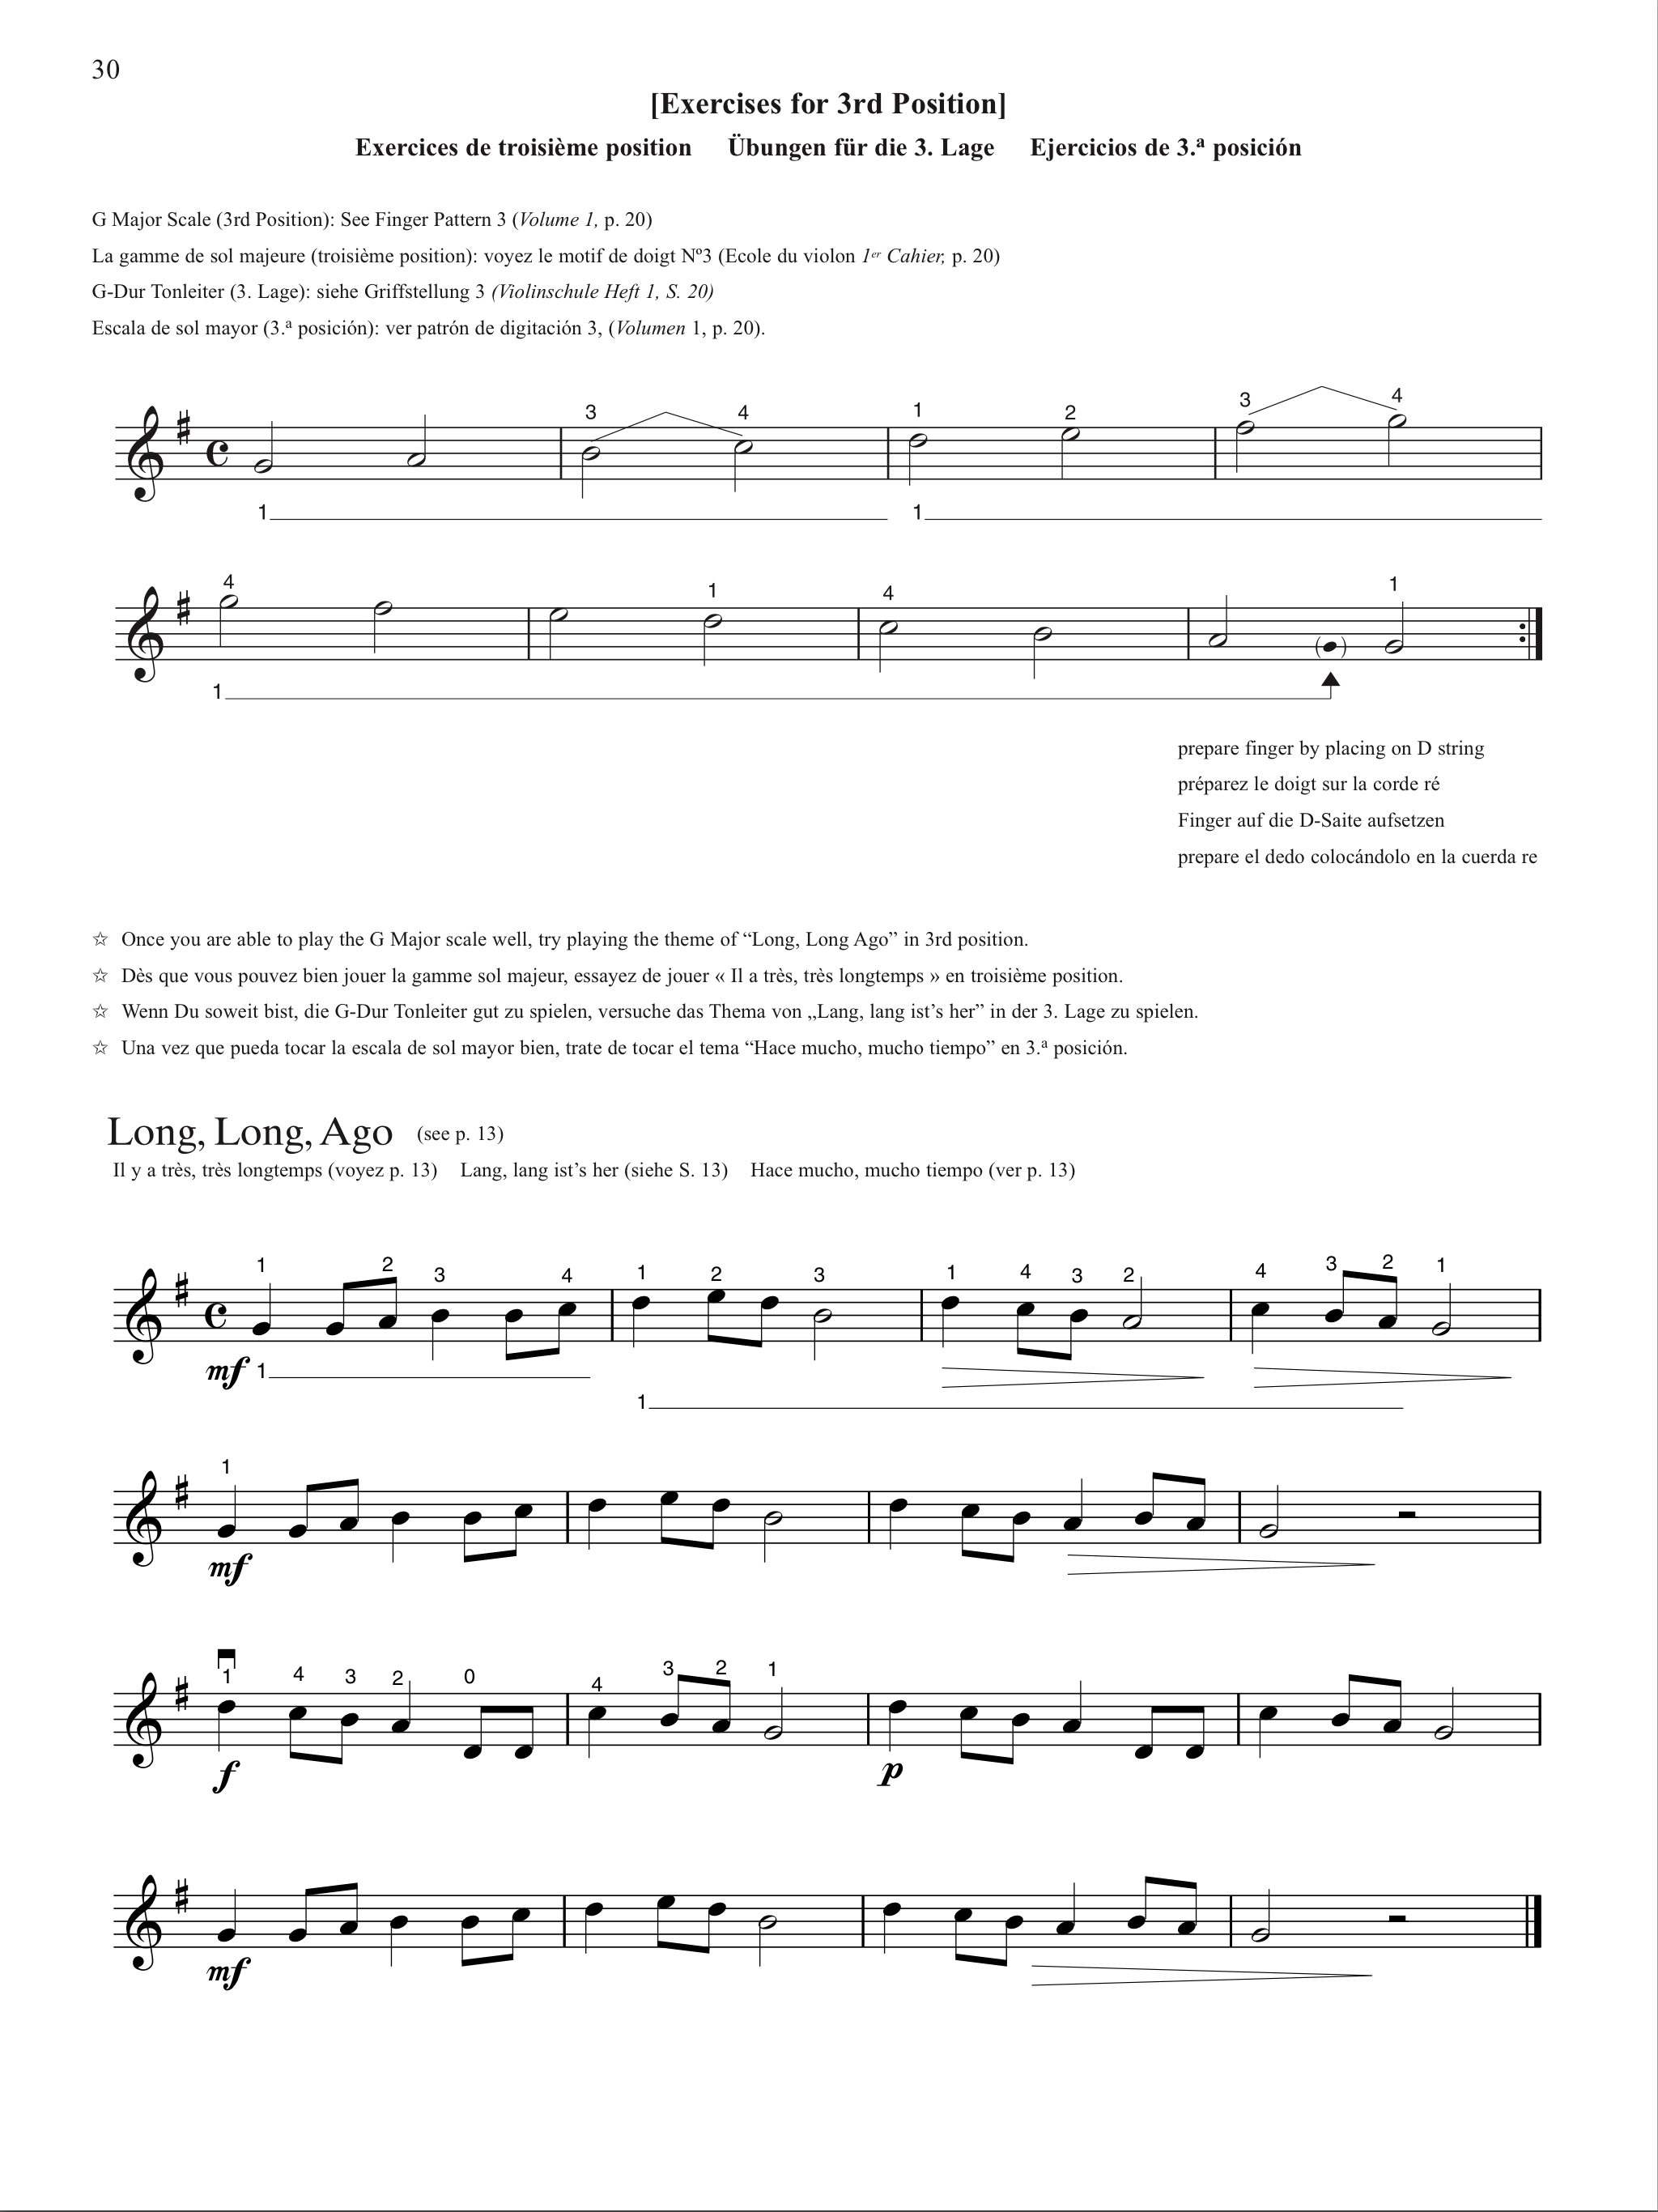 30
[Exercises for 3rd Position]
Exercices de troisième position Übungen für die 3. Lage Ejercicios de 3.ª posición
G Major Scale (3rd Position): See Finger Pattern 3 (Volume 1, p. 20)
La gamme de sol majeure (troisième position): voyez le motif de doigt Nº3 (Ecole du violon 1er Cahier, p. 20)
G-Dur Tonleiter (3. Lage): siehe Griffstellung 3 (Violinschule Heft 1, S. 20)
Escala de sol mayor (3.ª posición): ver patrón de digitación 3, (Volumen 1, p. 20).
3 4 1 2 3 4
1 1
4 1 4 1
1
prepare finger by placing on D string
préparez le doigt sur la corde ré
Finger auf die D-Saite aufsetzen
prepare el dedo colocándolo en la cuerda re
☆ Once you are able to play the G Major scale well, try playing the theme of “Long, Long Ago” in 3rd position.
☆ Dès que vous pouvez bien jouer la gamme sol majeur, essayez de jouer « Il a très, très longtemps » en troisième position.
☆ Wenn Du soweit bist, die G-Dur Tonleiter gut zu spielen, versuche das Thema von „Lang, lang ist’s her” in der 3. Lage zu spielen.
☆ Una vez que pueda tocar la escala de sol mayor bien, trate de tocar el tema “Hace mucho, mucho tiempo” en 3.ª posición.
Long, Long, Ago (see p. 13)
Il y a très, très longtemps (voyez p. 13) Lang, lang ist’s her (siehe S. 13) Hace mucho, mucho tiempo (ver p. 13)
1 2 3 4 1 2 3 1 4 3 2 4 3 2 1
mf 1
1
1
mf
1 4 3 2 0 4 3 2 1
f p
mf